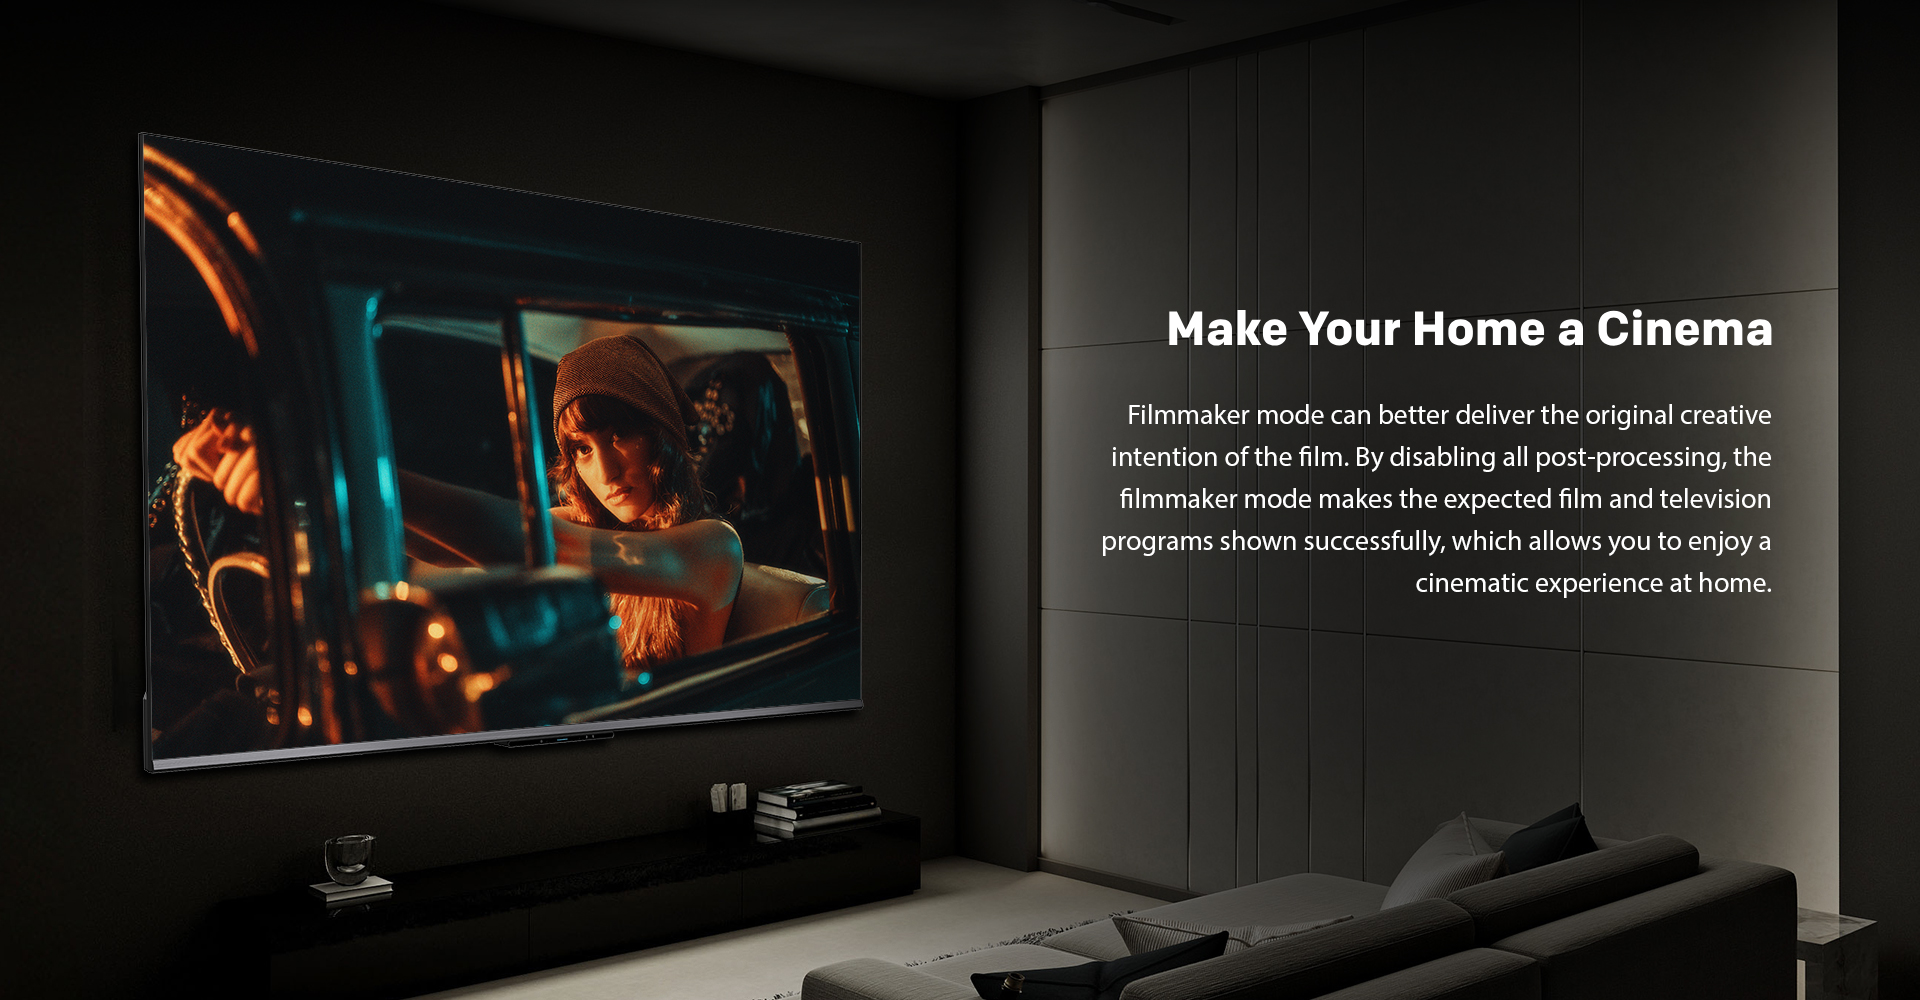 Make Your Home a Cinema
Filmmaker mode can better deliver the original creative
intention of the film. By disabling all post-processing, the
filmmaker mode makes the expected film and television
programs shown successfully, which allows you to enjoy a
cinematic experience at home.